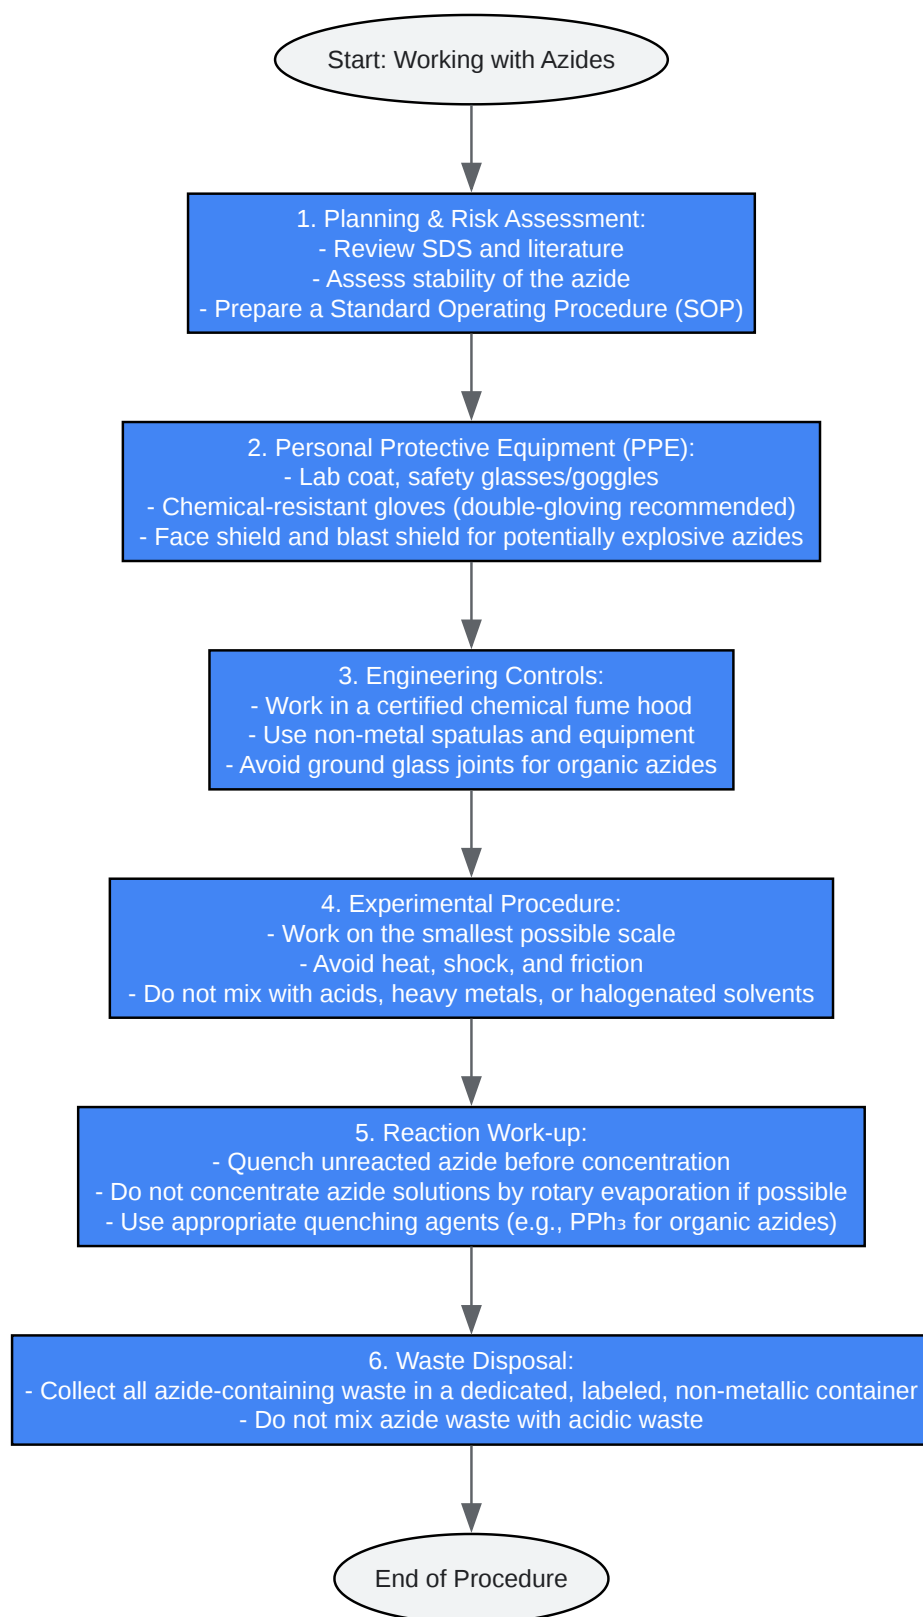 Start: Working with Azides
1. Planning & Risk Assessment:
- Review SDS and literature
- Assess stability of the azide
- Prepare a Standard Operating Procedure (SOP)
2. Personal Protective Equipment (PPE):
- Lab coat, safety glasses/goggles
- Chemical-resistant gloves (double-gloving recommended)
- Face shield and blast shield for potentially explosive azides
3. Engineering Controls:
- Work in a certified chemical fume hood
- Use non-metal spatulas and equipment
- Avoid ground glass joints for organic azides
4. Experimental Procedure:
- Work on the smallest possible scale
- Avoid heat, shock, and friction
- Do not mix with acids, heavy metals, or halogenated solvents
5. Reaction Work-up:
- Quench unreacted azide before concentration
- Do not concentrate azide solutions by rotary evaporation if possible
- Use appropriate quenching agents (e.g., PPh₃ for organic azides)
6. Waste Disposal:
- Collect all azide-containing waste in a dedicated, labeled, non-metallic container
- Do not mix azide waste with acidic waste
End of Procedure